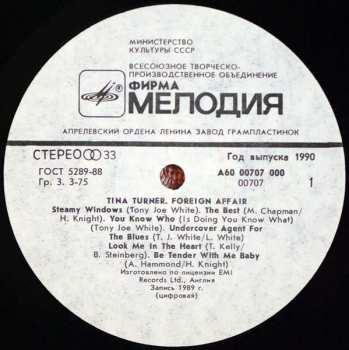 МИНИСТЕРСТВО
КУЛЬТУРЫ СССР
ВСЕСОЮЗНОЕ ТВОРЧЕСКО-
ПРОИЗВОДСТВЕННОЕ ОБЪЕДИНЕНИЕ
ФИРМА
МЕЛОДИЯ
АПРЕЛЕВСКИЙ ОРДЕНА ЛЕНИНА ЗАВОД ГРАМПЛАСТИНОК
СТЕРЕО 33
Год выпуска 1990
ГОСТ 5289-88
А60 00707 000
Гр. 3. 3-75
00707
1
TINA TURNER. FOREIGN AFFAIR
Steamy Windows (Tony Joe White). The Best (M. Chapman/
H. Knight). You Know Who (Is Doing You Know What)
(Tony Joe White). Undercover Agent For
The Blues (T. J. White/L. White)
Look Me In The Heart (T. Kelly/
B. Steinberg). Be Tender With Me Baby
(A. Hammond/H. Knight)
Изготовлено по лицензии EMI
Records Ltd., Англия
Запись 1989 г.
(цифровая)